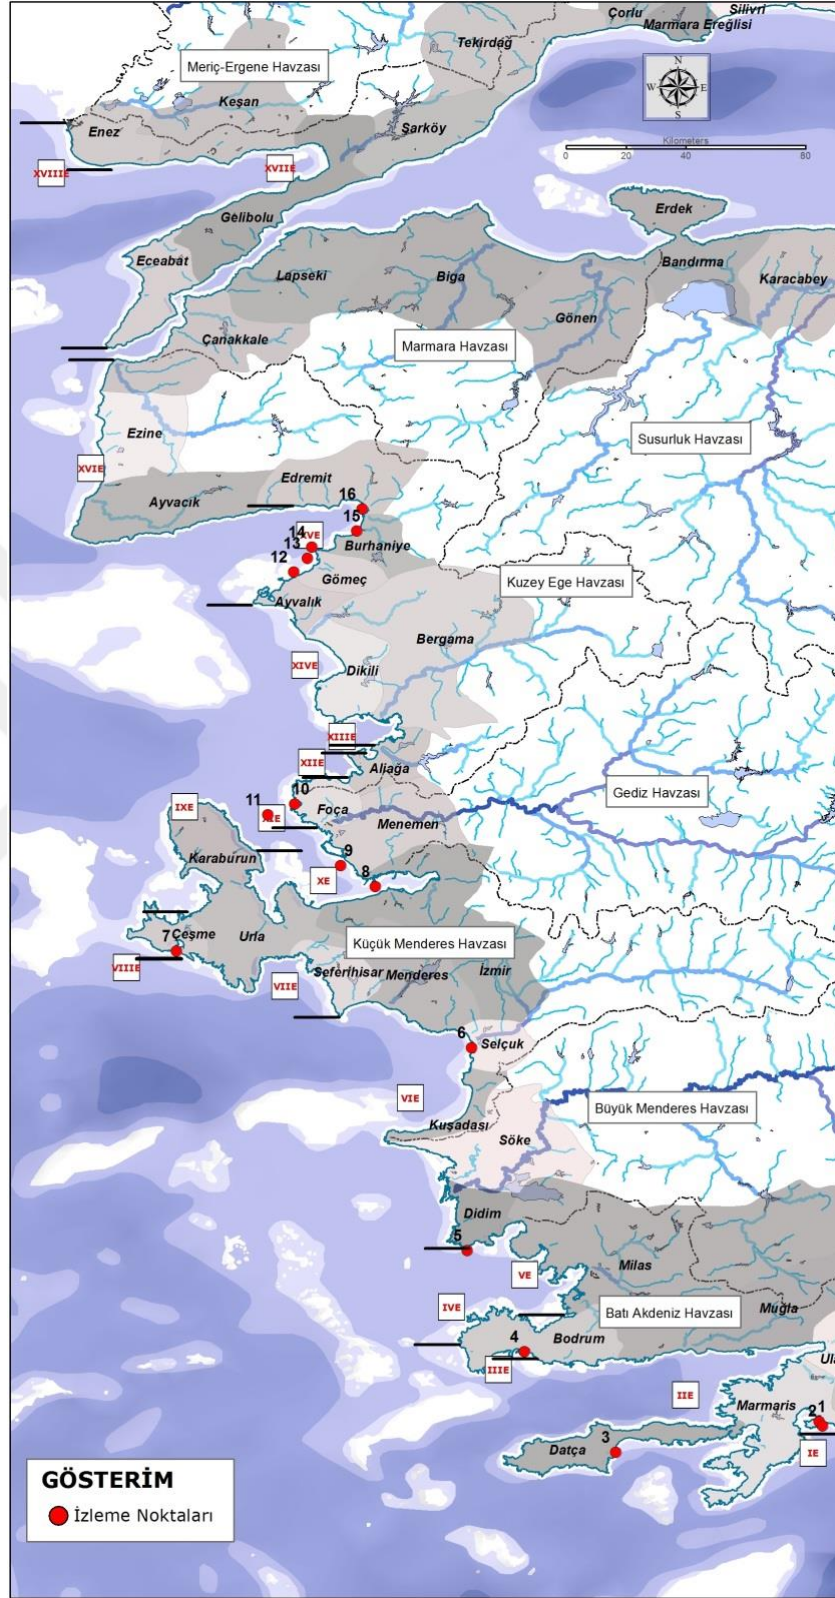 Çorlu
Silivri
Marmara Ereğlisi
Tekirdağ
Meriç-Ergene Havzası
N
W
E
S
Keşan
Enez
Şarköy
Kilometers
0 20 40 80
XVIIIE
XVIIE
Erdek
Gelibolu
Eceabat
Lapseki
Biga
Bandırma
Karacabey
Gönen
Çanakkale
Marmara Havzası
Ezine
Susurluk Havzası
XVIE
Edremit
Ayvacık
16
15
14
XVE
13
Burhaniye
12
Gömeç
Kuzey Ege Havzası
Ayvalık
Bergama
XIVE
Dikili
XIIIE
XIIE
Aliağa
Gediz Havzası
10
11
IXE
Foça
Menemen
Karaburun
9
XE
8
Çeşme
Urla
7
Küçük Menderes Havzası
VIIIE
Seferihisar
Menderes
İzmir
VIIE
6
Selçuk
VIE
Büyük Menderes Havzası
Kuşadası
Söke
Didim
5
Milas
VE
IVE
Batı Akdeniz Havzası
Muğla
4
Bodrum
IIIE
Ula
IIE
Marmaris
2
1
3
Datça
IE
GÖSTERİM
İzleme Noktaları